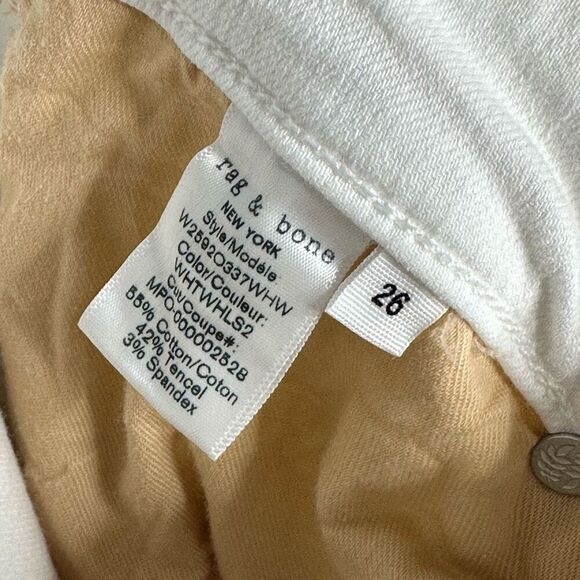 rag & bone
NEW YORK
Style/Modèle:
W2592O337WHW
Color/Couleur:
WHTWHLS2
Cut/Coupe#:
MPO-000002528
55% Cotton/Coton
42% Tencel
3% Spandex
26